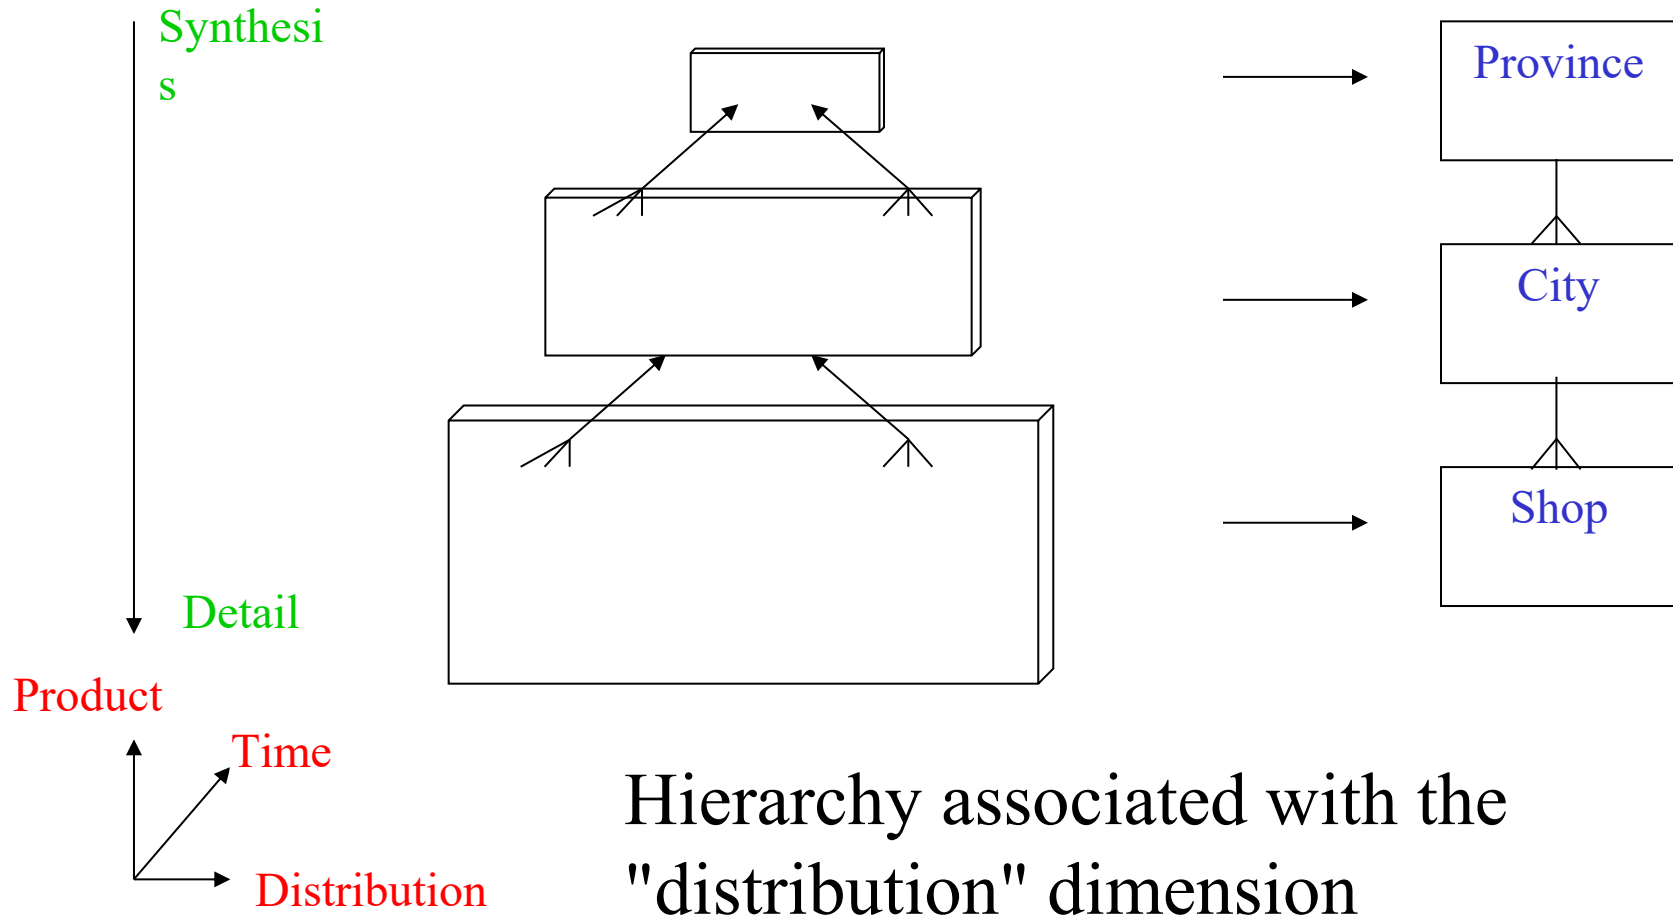 Synthesi
s
Province
City
Shop
Detail
Product
Time
Distribution
Hierarchy associated with the
"distribution" dimension